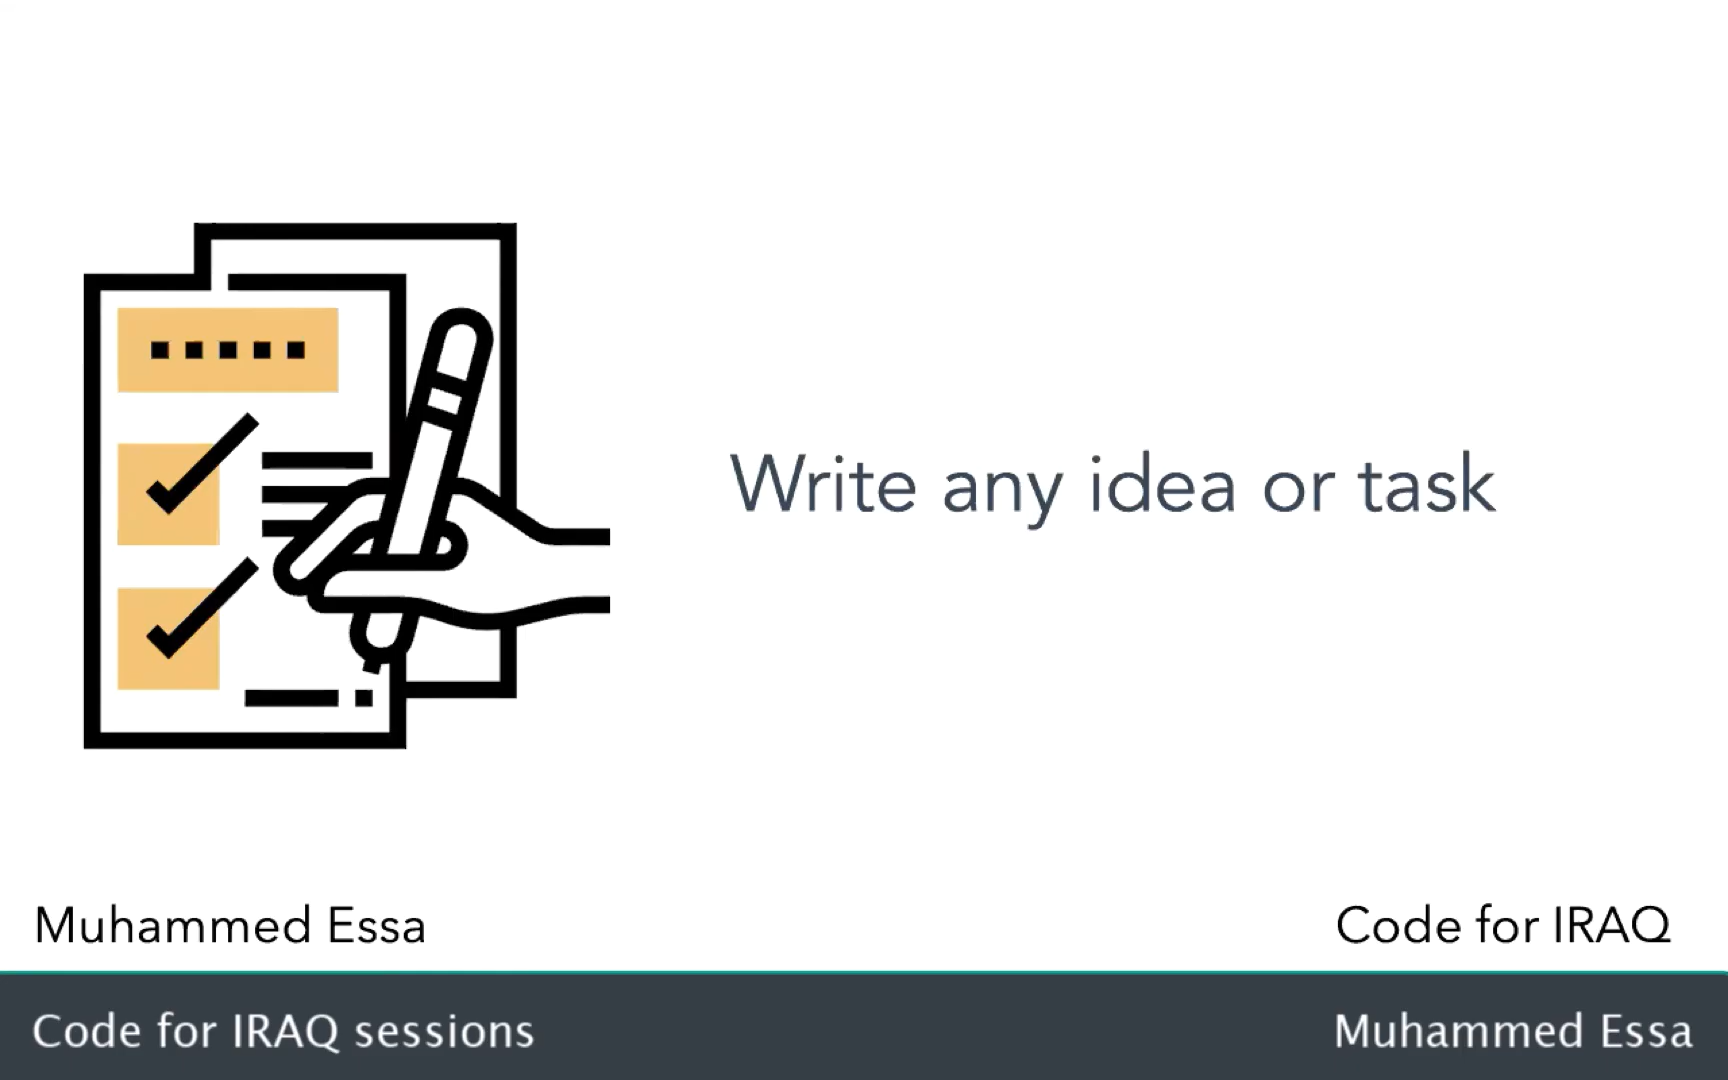 Write any idea or task
Muhammed Essa
Code for IRAQ
Code for IRAQ sessions
Muhammed Essa